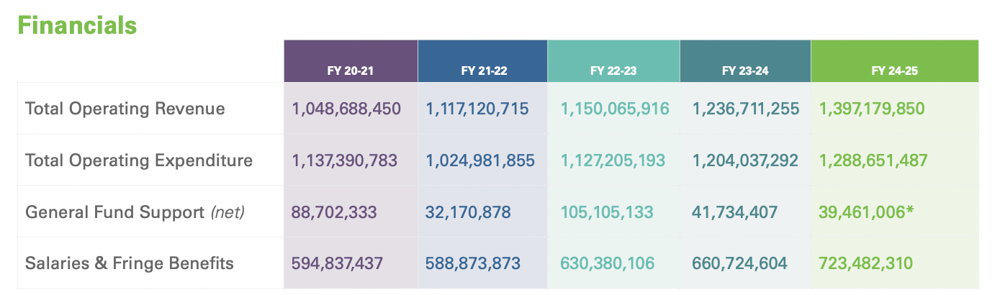 Financials
FY 20-21 FY 21-22 FY 22-23 FY 23-24 FY 24-25
Total Operating Revenue 1,048,688,450 1,117,120,715 1,150,065,916 1,236,711,255 1,397,179,850
Total Operating Expenditure 1,137,390,783 1,024,981,855 1,127,205,193 1,204,037,292 1,288,651,487
General Fund Support (net) 88,702,333 32,170,878 105,105,133 41,734,407 39,461,006*
Salaries & Fringe Benefits 594,837,437 588,873,873 630,380,106 660,724,604 723,482,310